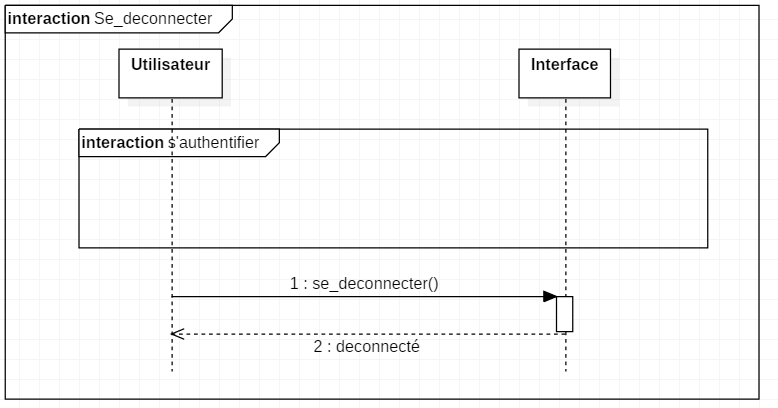 interaction Se_deconnecter
Utilisateur
Interface
interaction s'authentifier
1 : se_deconnecter()
2 : deconnecté